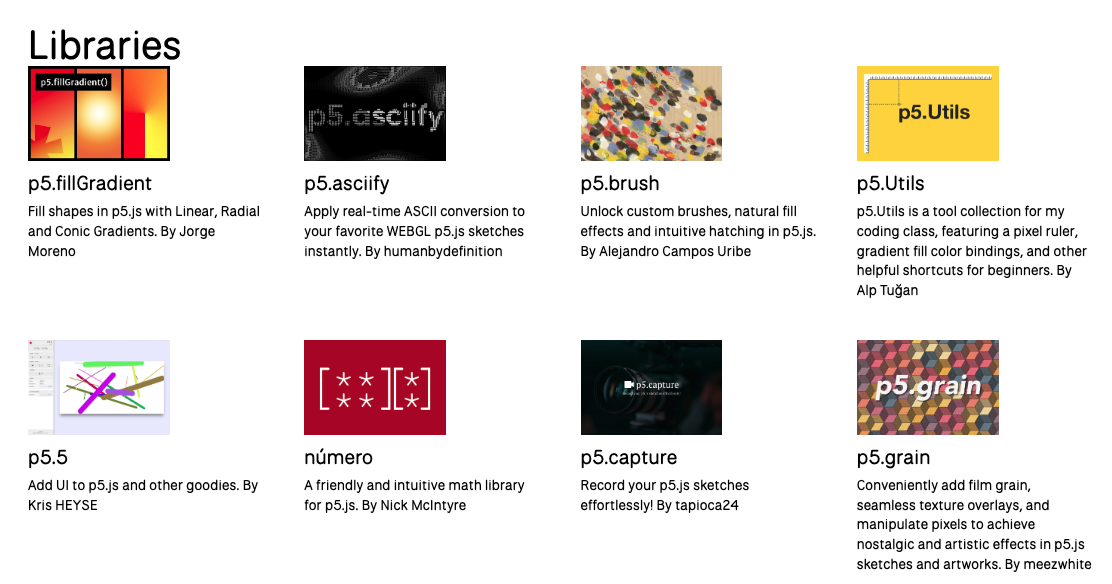 Libraries
p5.fillGradient()
p5.fillGradient
Fill shapes in p5.js with Linear, Radial
and Conic Gradients. By Jorge
Moreno
p5.asciify
p5.asciify
Apply real-time ASCII conversion to
your favorite WEBGL p5.js sketches
instantly. By humanbydefinition
p5.brush
Unlock custom brushes, natural fill
effects and intuitive hatching in p5.js.
By Alejandro Campos Uribe
p5.Utils
p5.Utils
p5.Utils is a tool collection for my
coding class, featuring a pixel ruler,
gradient fill color bindings, and other
helpful shortcuts for beginners. By
Alp Tuğan
p5.5
Add UI to p5.js and other goodies. By
Kris HEYSE
número
A friendly and intuitive math library
for p5.js. By Nick McIntyre
p5.capture
p5.capture
Record your p5.js sketches
effortlessly! By tapioca24
p5.grain
p5.grain
Conveniently add film grain,
seamless texture overlays, and
manipulate pixels to achieve
nostalgic and artistic effects in p5.js
sketches and artworks. By meezwhite